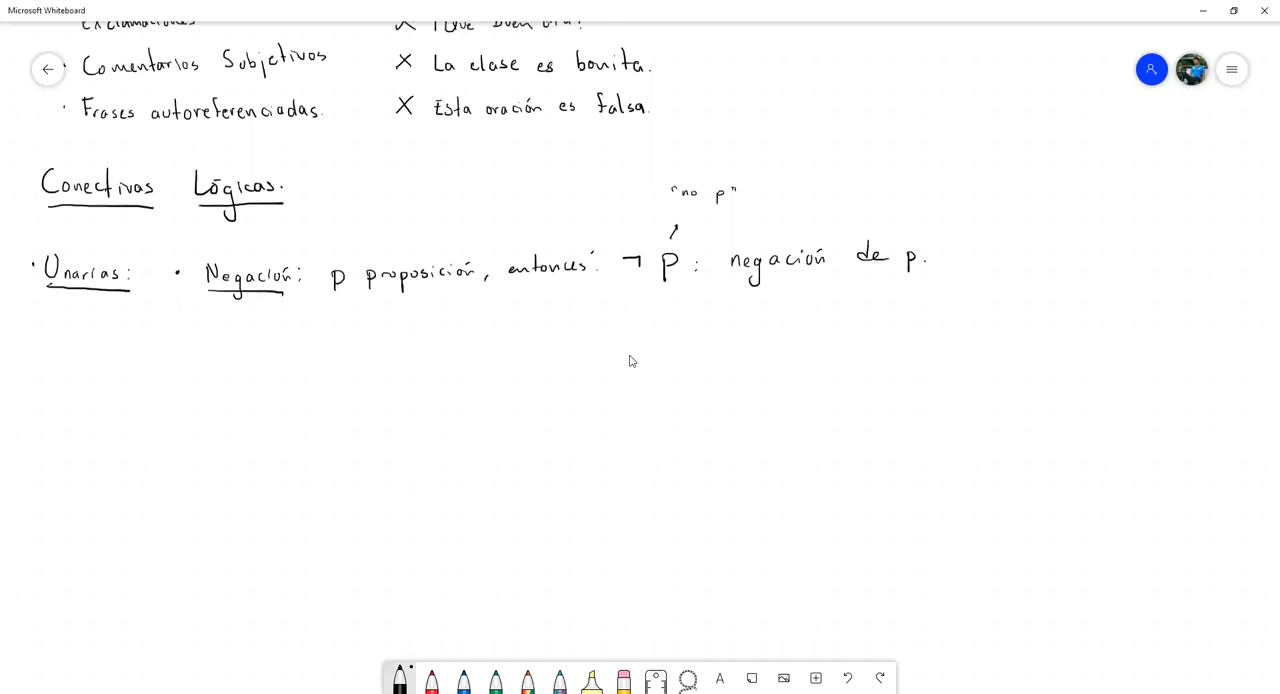 Microsoft Whiteboard
· Comentarios Subjetivos X La clase es bonita.
· Frases autoreferenciadas. X Esta oración es falsa.
Conectivas Lógicas.
"no p"
· Unarias: · Negación: p proposición, entonces: ¬ P : negación de p.